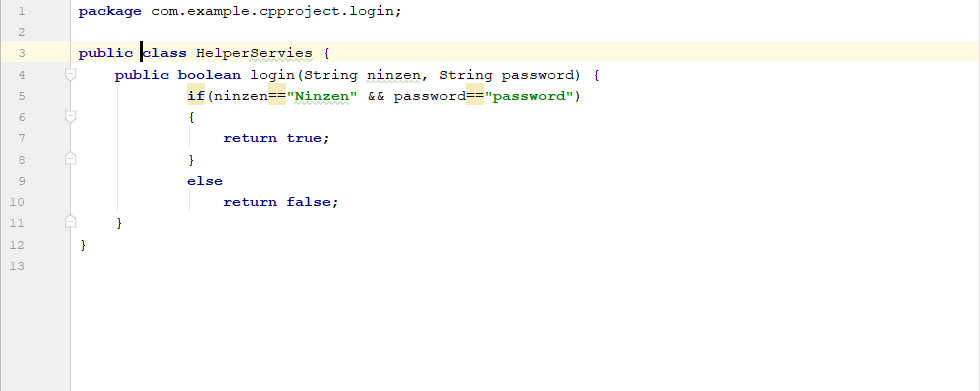 1 package com.example.cpproject.login;
2
3 public class HelperServies {
4 public boolean login(String ninzen, String password) {
5 if(ninzen=="Ninzen" && password=="password")
6 {
7 return true;
8 }
9 else
10 return false;
11 }
12 }
13